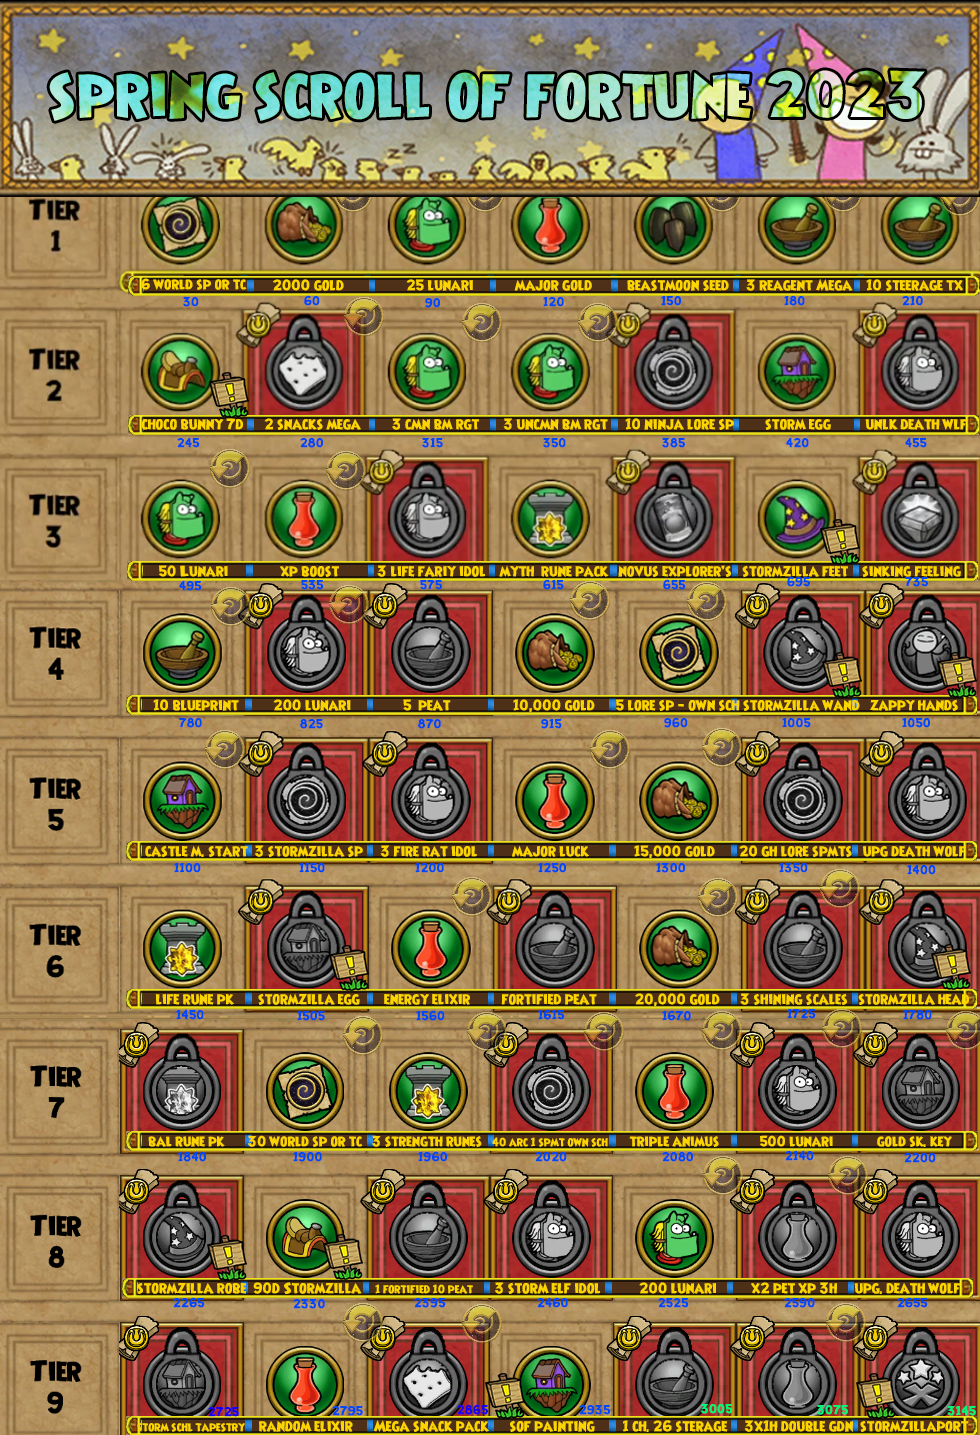 SPRING SCROLL OF FORTUNE 2023
zz
TIER
1
6 WORLD SP OR TC 2000 GOLD 25 LUNARI MAJOR GOLD BEASTMOON SEED 3 REAGENT MEGA 10 STEERAGE TX
30 60 90 120 150 180 210
TIER
2
CHOCO BUNNY 7D 2 SNACKS MEGA 3 CMN BM RGT 3 UNCMN BM RGT 10 NINJA LORE SP STORM EGG UNLK DEATH WLF
245 280 315 350 385 420 455
TIER
3
50 LUNARI XP BOOST 3 LIFE FARTY IDOL MYTH RUNE PACK NOVUS EXPLORER'S STORMZILLA FEET SINKING FEELING
495 535 575 615 655 695 735
TIER
4
10 BLUEPRINT 200 LUNARI 5 PEAT 10,000 GOLD 5 LORE SP - OWN SCH STORMZILLA WAND ZAPPY HANDS
780 825 870 915 960 1005 1050
TIER
5
CASTLE M. START 3 STORMZILLA SP 3 FIRE RAT IDOL MAJOR LUCK 15,000 GOLD 20 GH LORE SPMTS UPG DEATH WOLF
1100 1150 1200 1250 1300 1350 1400
TIER
6
LIFE RUNE PK STORMZILLA EGG ENERGY ELIXIR FORTIFIED PEAT 20,000 GOLD 3 SHINING SCALES STORMZILLA HEAD
1450 1505 1560 1615 1670 1725 1780
TIER
7
BAL RUNE PK 30 WORLD SP OR TC 3 STRENGTH RUNES 40 ARC 1 SPMT OWN SCH TRIPLE ANIMUS 500 LUNARI GOLD SK. KEY
1840 1900 1960 2020 2080 2140 2200
TIER
8
STORMZILLA ROBE 90D STORMZILLA 1 FORTIFIED 10 PEAT 3 STORM ELF IDOL 200 LUNARI X2 PET XP 3H UPG. DEATH WOLF
2265 2330 2395 2460 2525 2590 2655
TIER
9
2725 2795 2865 2935 3005 3075 3145
TORM SCHL TAPESTRY RANDOM ELIXIR MEGA SNACK PACK SOF PAINTING 1 CH. 26 STERAGE 3X1H DOUBLE GDN STORMZILLAPORT